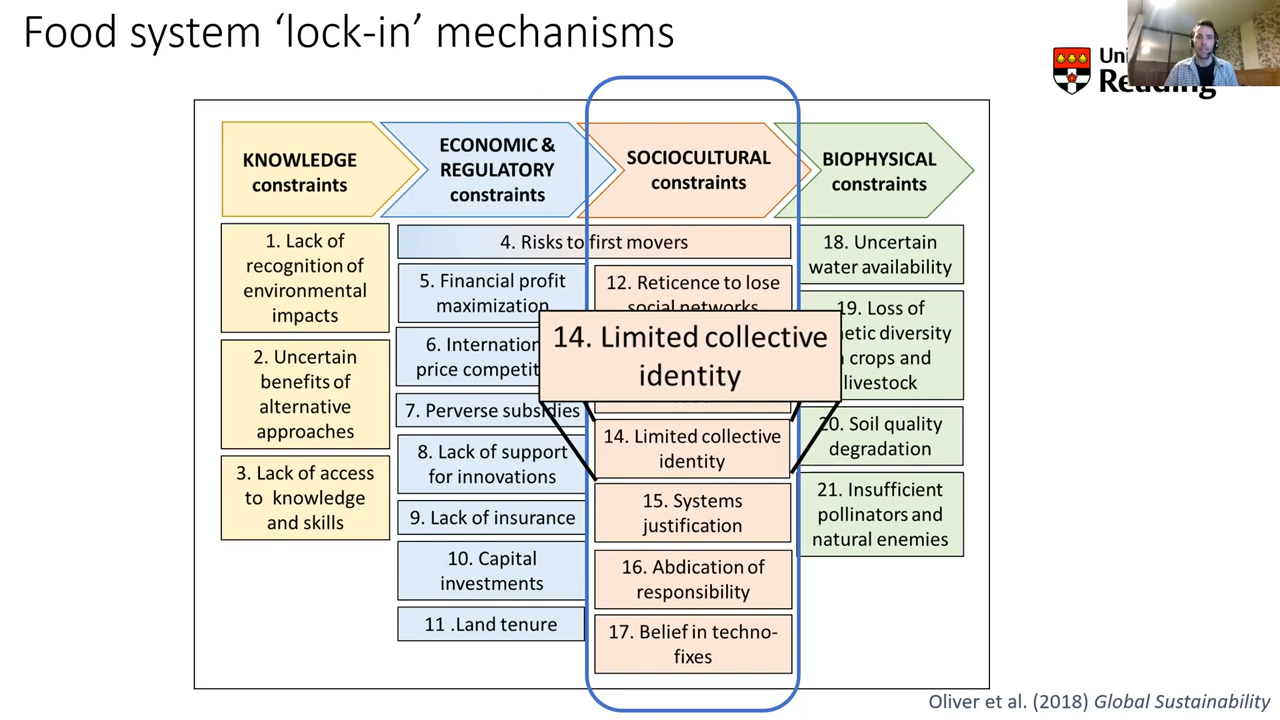 Food system ‘lock-in’ mechanisms
KNOWLEDGE
constraints
1. Lack of
recognition of
environmental
impacts
2. Uncertain
benefits of
alternative
approaches
3. Lack of access
to knowledge
and skills
ECONOMIC &
REGULATORY
constraints
4. Risks to first movers
5. Financial profit
maximization
6.
price
7. Perverse subsidies
8. Lack of support
for innovations
9. Lack of insurance
10. Capital
investments
11 .Land tenure
SOCIOCULTURAL
constraints
12. Reticence to lose
social networks
14. Limited collective
identity
14. Limited collective
identity
15. Systems
justification
16. Abdication of
responsibility
17. Belief in techno-
fixes
BIOPHYSICAL
constraints
18. Uncertain
water availability
19. Loss of
diversity
crops and
livestock
20. Soil quality
degradation
21. Insufficient
pollinators and
natural enemies
Oliver et al. (2018) Global Sustainability